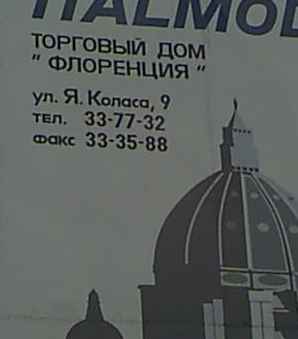 ТОРГОВЫЙ ДОМ
" ФЛОРЕНЦИЯ "
ул. Я. Коласа, 9
тел. 33-77-32
факс 33-35-88